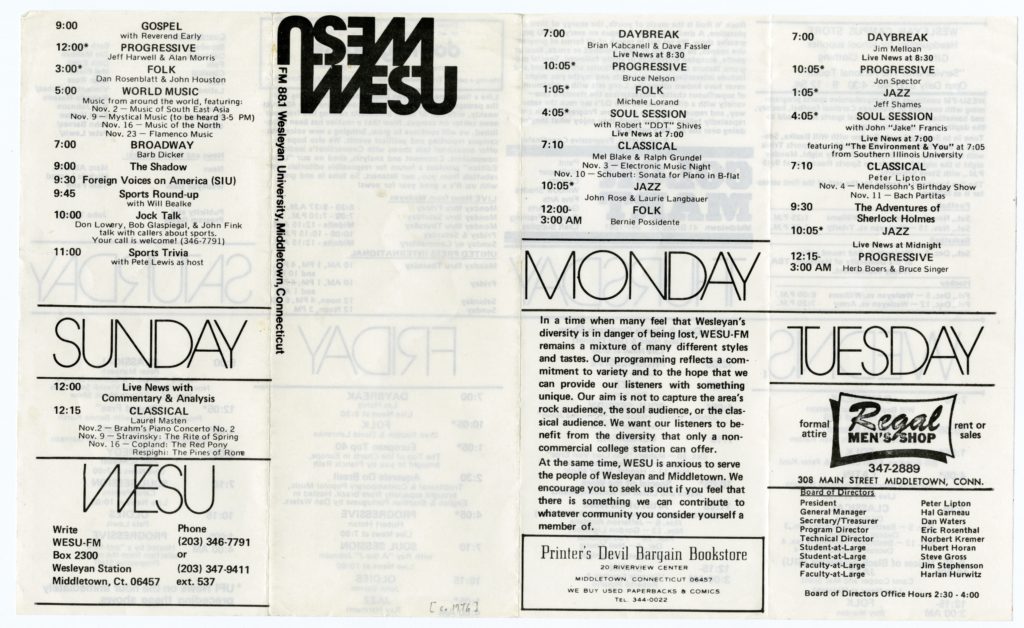 9:00 GOSPEL
with Reverend Early
12:00* PROGRESSIVE
Jeff Harwell & Alan Morris
3:00* FOLK
Dan Rosenblatt & John Houston
5:00 WORLD MUSIC
Music from around the world, featuring:
Nov. 2 — Music of South East Asia
Nov. 9 — Mystical Music (to be heard 3-5 PM)
Nov. 16 — Music of the North
Nov. 23 — Flamenco Music
7:00 BROADWAY
Barb Dicker
9:00 The Shadow
9:30 Foreign Voices on America (SIU)
9:45 Sports Round-up
with Will Bealke
10:00 Jock Talk
Don Lowery, Bob Glaspiegal, & John Fink
talk with callers about sports.
Your call is welcome! (346-7791)
11:00 Sports Trivia
with Pete Lewis as host
SUNDAY
12:00 Live News with
Commentary & Analysis
12:15 CLASSICAL
Laurel Masten
Nov.2 — Brahm's Piano Concerto No. 2
Nov. 9 — Stravinsky: The Rite of Spring
Nov. 16 — Copland: The Red Pony
Respighi: The Pines of Rome
WESU
Write
WESU-FM
Box 2300
Wesleyan Station
Middletown, Ct. 06457
Phone
(203) 346-7791
or
(203) 347-9411
ext. 537
WESU
WESU
FM 88.1 Wesleyan University, Middletown, Connecticut
[ca. 1976]
7:00 DAYBREAK
Brian Kabcanell & Dave Fassler
Live News at 8:30
10:05* PROGRESSIVE
Bruce Nelson
1:05* FOLK
Michele Lorand
4:05* SOUL SESSION
with Robert "DDT" Shives
Live News at 7:00
7:10 CLASSICAL
Mel Blake & Ralph Grundel
Nov. 3 — Electronic Music Night
Nov. 10 — Schubert: Sonata for Piano in B-flat
10:05* JAZZ
John Rose & Laurie Langbauer
12:00- FOLK
3:00 AM Bernie Possidente
MONDAY
In a time when many feel that Wesleyan's
diversity is in danger of being lost, WESU-FM
remains a mixture of many different styles
and tastes. Our programming reflects a com-
mitment to variety and to the hope that we
can provide our listeners with something
unique. Our aim is not to capture the area's
rock audience, the soul audience, or the clas-
sical audience. We want our listeners to be-
nefit from the diversity that only a non-
commercial college station can offer.
At the same time, WESU is anxious to serve
the people of Wesleyan and Middletown. We
encourage you to seek us out if you feel that
there is something we can contribute to
whatever community you consider yourself a
member of.
Printer's Devil Bargain Bookstore
20 RIVERVIEW CENTER
MIDDLETOWN, CONNECTICUT 06457
WE BUY USED PAPERBACKS & COMICS
TEL. 344-0022
7:00 DAYBREAK
Jim Melloan
Live News at 8:30
10:05* PROGRESSIVE
Jon Spector
1:05* JAZZ
Jeff Shames
4:05* SOUL SESSION
with John "Jake" Francis
Live News at 7:00
featuring "The Environment & You" at 7:05
from Southern Illinois University
7:10 CLASSICAL
Peter Lipton
Nov. 4 — Mendelssohn's Birthday Show
Nov. 11 — Bach Partitas
9:30 The Adventures of
Sherlock Holmes
10:05* JAZZ
Live News at Midnight
12:15- PROGRESSIVE
3:00 AM Herb Boers & Bruce Singer
TUESDAY
formal attire
Regal
MEN'S SHOP
rent or sales
347-2889
308 MAIN STREET MIDDLETOWN, CONN.
Board of Directors
President Peter Lipton
General Manager Hal Garneau
Secretary/Treasurer Dan Waters
Program Director Eric Rosenthal
Technical Director Norbert Kremer
Student-at-Large Hubert Horan
Student-at-Large Steve Gross
Faculty-at-Large Jim Stephenson
Faculty-at-Large Harlan Hurwitz
Board of Directors Office Hours 2:30 - 4:00